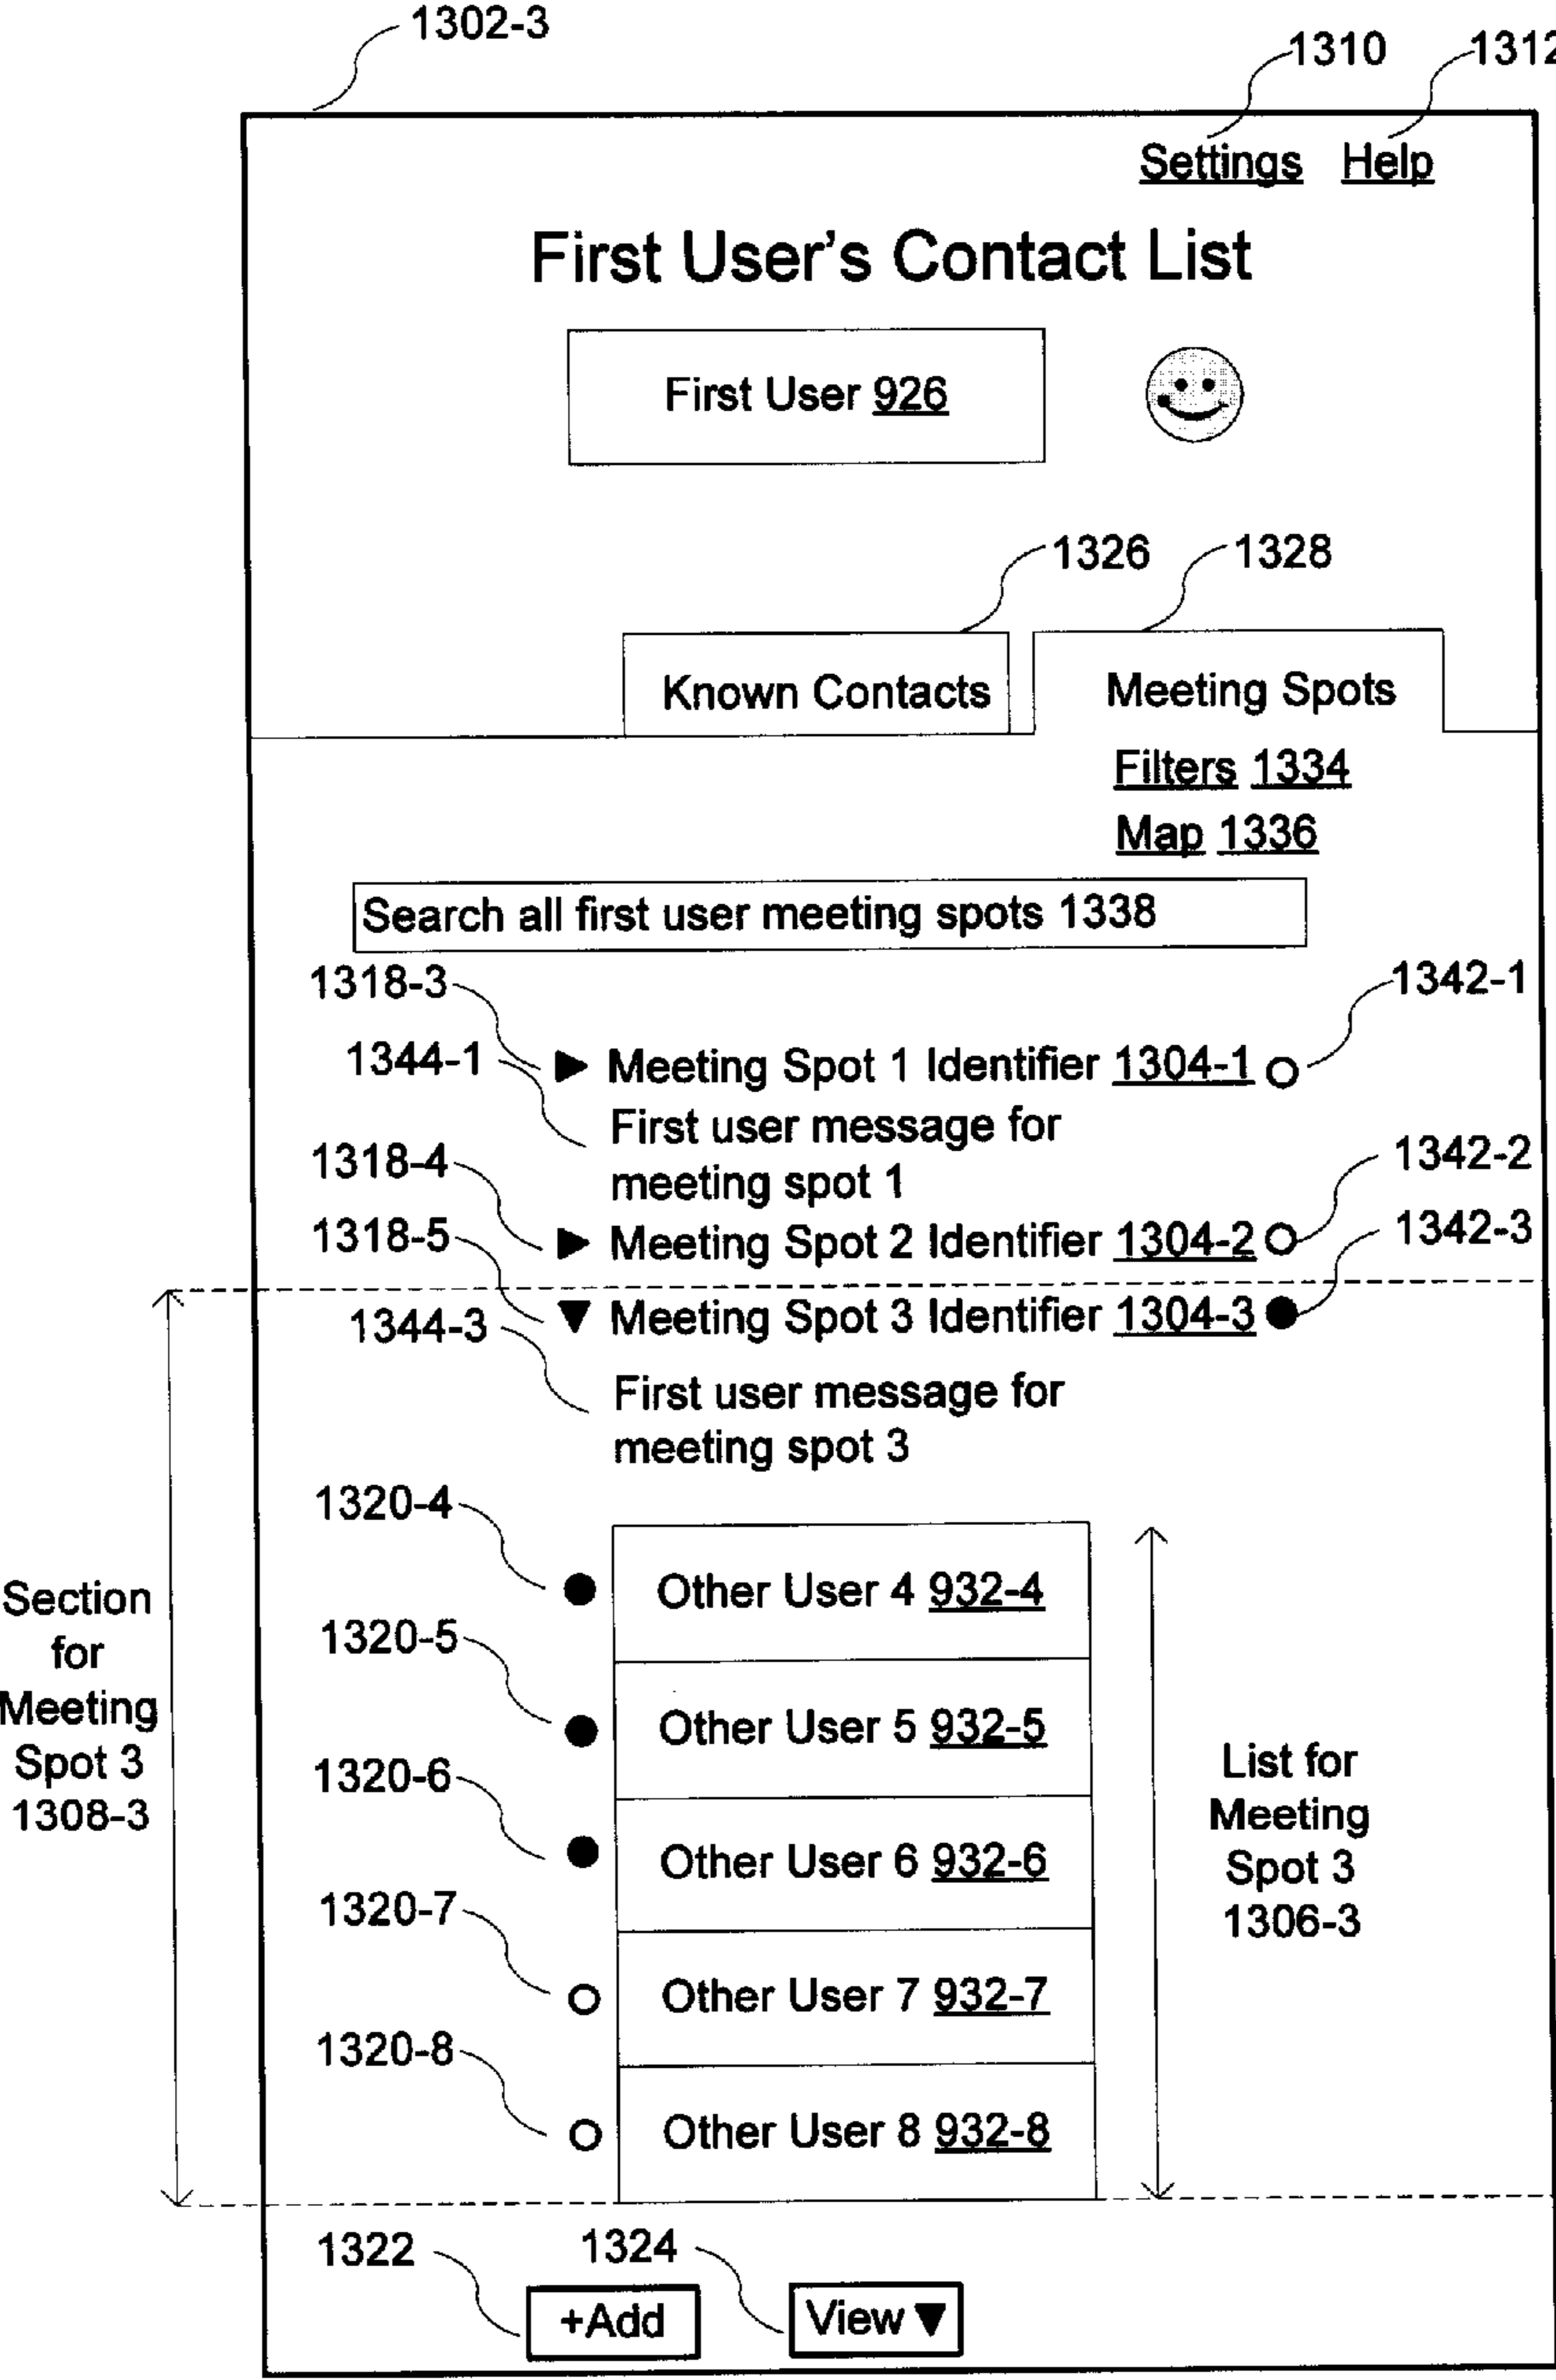 1302-3
1310
1312
Settings Help
First User's Contact List
First User 926
1326
1328
Known Contacts
Meeting Spots
Filters 1334
Map 1336
Search all first user meeting spots 1338
1318-3
1342-1
1344-1
▶ Meeting Spot 1 Identifier 1304-1
First user message for
meeting spot 1
1318-4
1342-2
1318-5
▶ Meeting Spot 2 Identifier 1304-2
1342-3
1344-3
▼ Meeting Spot 3 Identifier 1304-3
First user message for
meeting spot 3
1320-4
Other User 4 932-4
1320-5
Other User 5 932-5
1320-6
Other User 6 932-6
1320-7
Other User 7 932-7
1320-8
Other User 8 932-8
Section
for
Meeting
Spot 3
1308-3
List for
Meeting
Spot 3
1306-3
1322
1324
+Add
View ▼